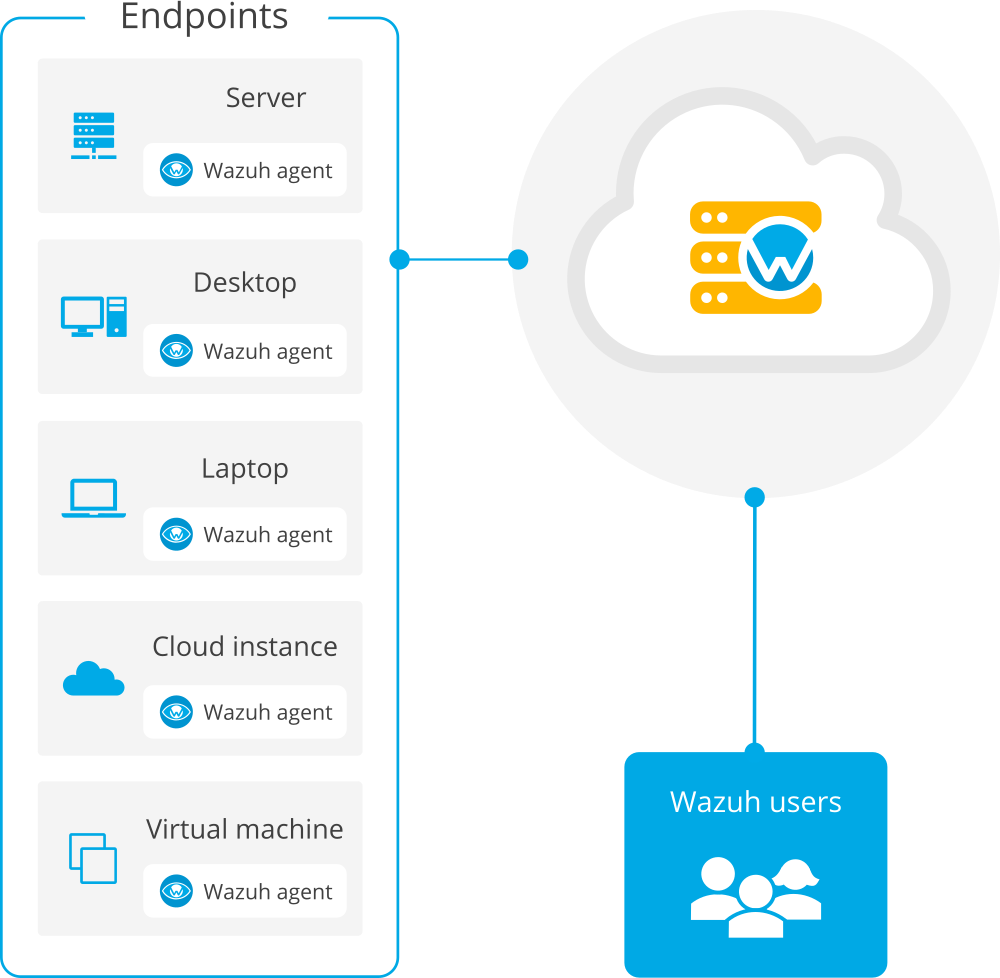 Endpoints
Server
Wazuh agent
Desktop
Wazuh agent
Laptop
Wazuh agent
Cloud instance
Wazuh agent
Virtual machine
Wazuh agent
W
Wazuh users